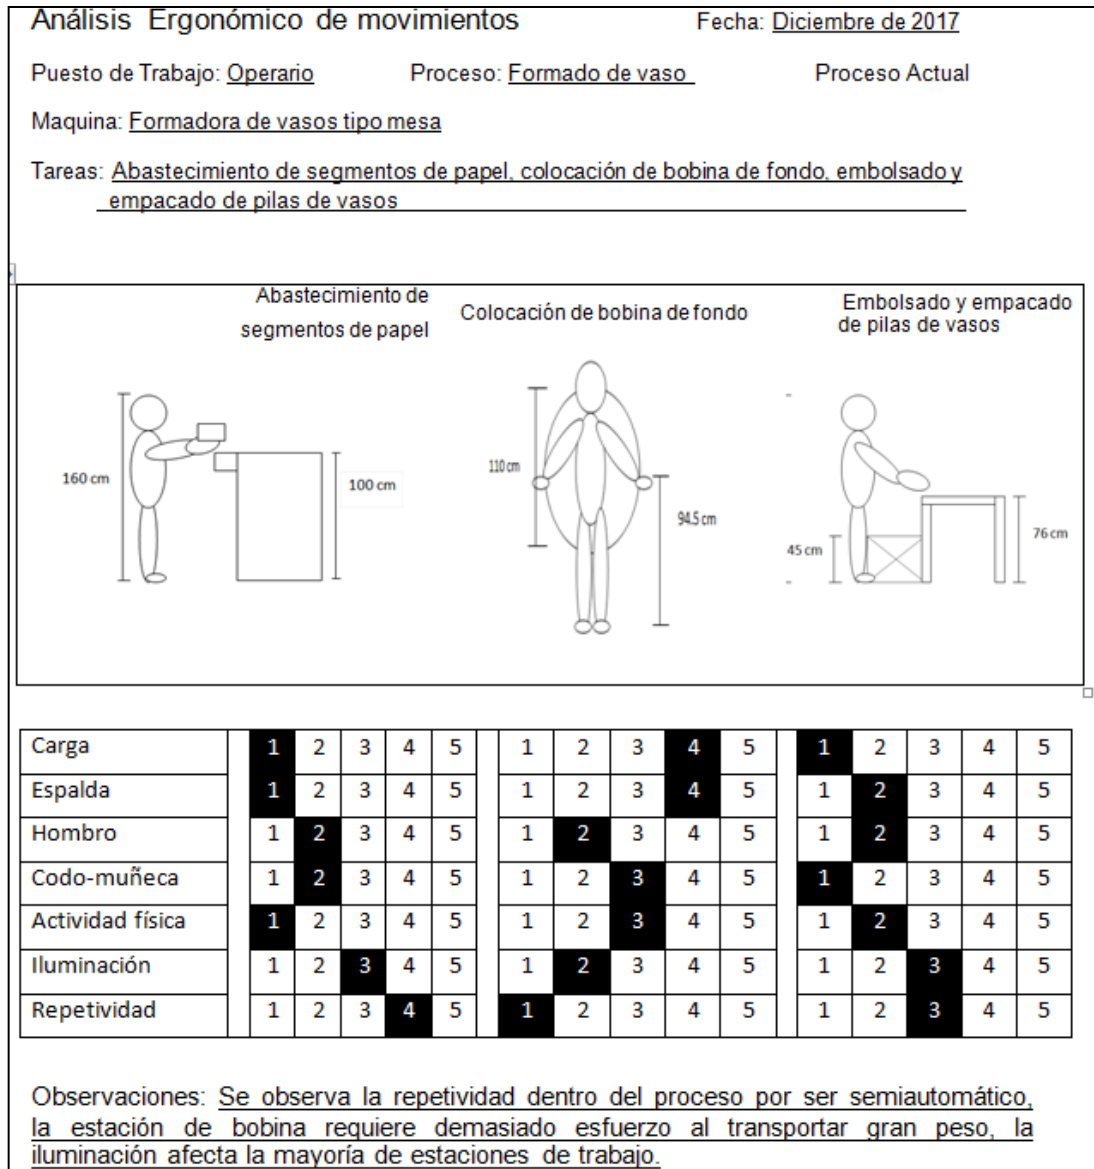 Análisis Ergonómico de movimientos Fecha: Diciembre de 2017
Puesto de Trabajo: Operario Proceso: Formado de vaso Proceso Actual
Maquina: Formadora de vasos tipo mesa
Tareas: Abastecimiento de segmentos de papel, colocación de bobina de fondo, embolsado y
empacado de pilas de vasos
Abastecimiento de
segmentos de papel
Colocación de bobina de fondo
Embolsado y empacado
de pilas de vasos
160 cm
100 cm
110 cm
94.5 cm
45 cm
76 cm
Carga 1 2 3 4 5 1 2 3 4 5 1 2 3 4 5
Espalda 1 2 3 4 5 1 2 3 4 5 1 2 3 4 5
Hombro 1 2 3 4 5 1 2 3 4 5 1 2 3 4 5
Codo-muñeca 1 2 3 4 5 1 2 3 4 5 1 2 3 4 5
Actividad física 1 2 3 4 5 1 2 3 4 5 1 2 3 4 5
Iluminación 1 2 3 4 5 1 2 3 4 5 1 2 3 4 5
Repetividad 1 2 3 4 5 1 2 3 4 5 1 2 3 4 5
Observaciones: Se observa la repetividad dentro del proceso por ser semiautomático,
la estación de bobina requiere demasiado esfuerzo al transportar gran peso, la
iluminación afecta la mayoría de estaciones de trabajo.